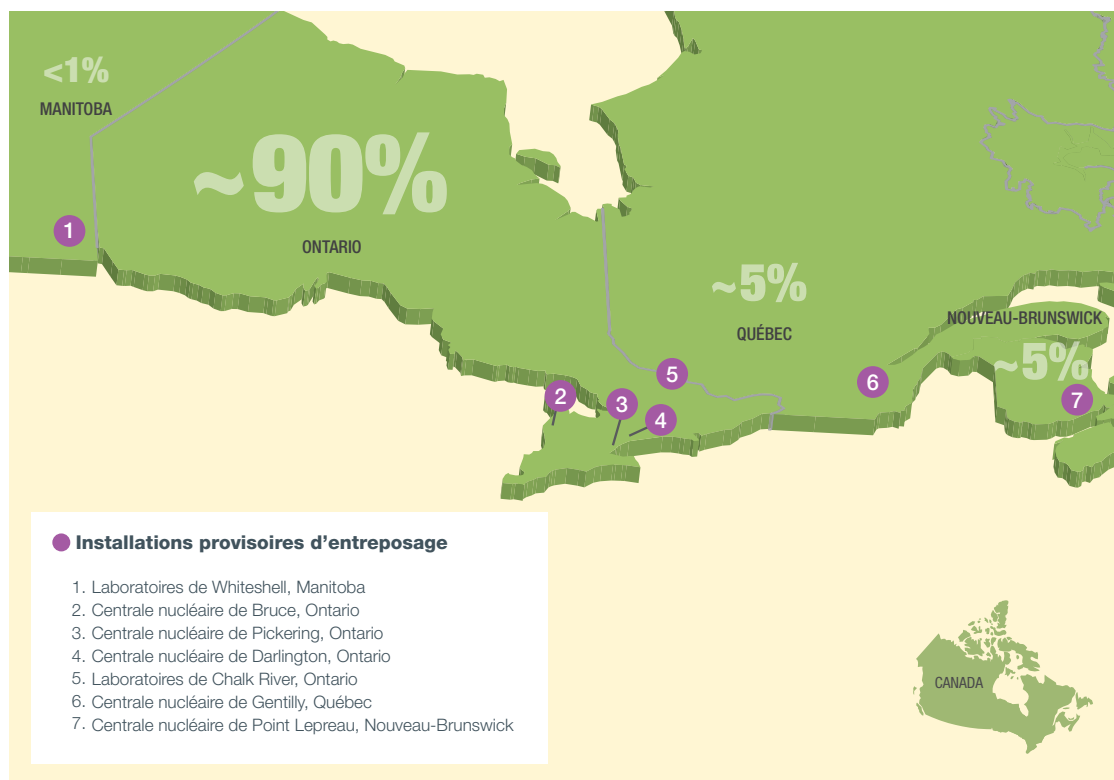 <1%
MANITOBA
~90%
1
ONTARIO
~5%
NOUVEAU-BRUNSWICK
QUÉBEC
~5%
5
6
2
3
7
4
Installations provisoires d’entreposage
1. Laboratoires de Whiteshell, Manitoba
2. Centrale nucléaire de Bruce, Ontario
3. Centrale nucléaire de Pickering, Ontario
4. Centrale nucléaire de Darlington, Ontario
5. Laboratoires de Chalk River, Ontario
6. Centrale nucléaire de Gentilly, Québec
7. Centrale nucléaire de Point Lepreau, Nouveau-Brunswick
CANADA